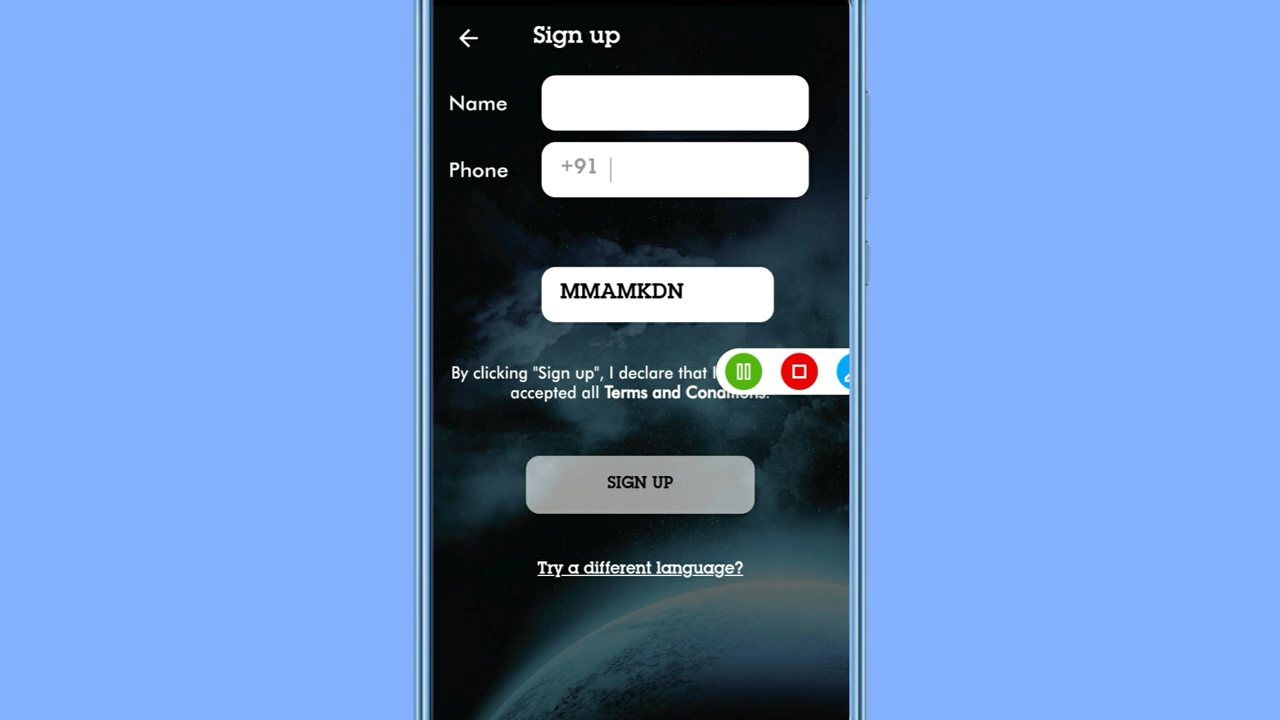 Sign up
Name
Phone
+91
MMAMKDN
By clicking "Sign up", I declare that I
accepted all Terms and Conditions.
SIGN UP
Try a different language?